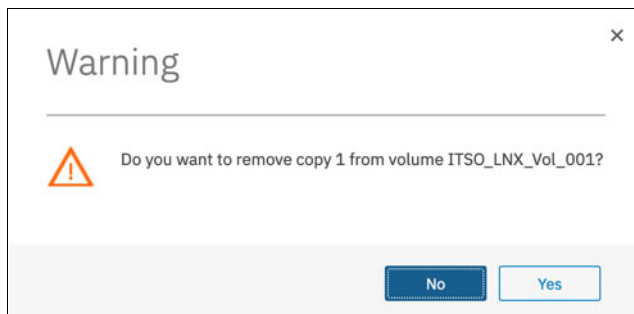 Warning
Do you want to remove copy 1 from volume ITSO_LNX_Vol_001?
No
Yes